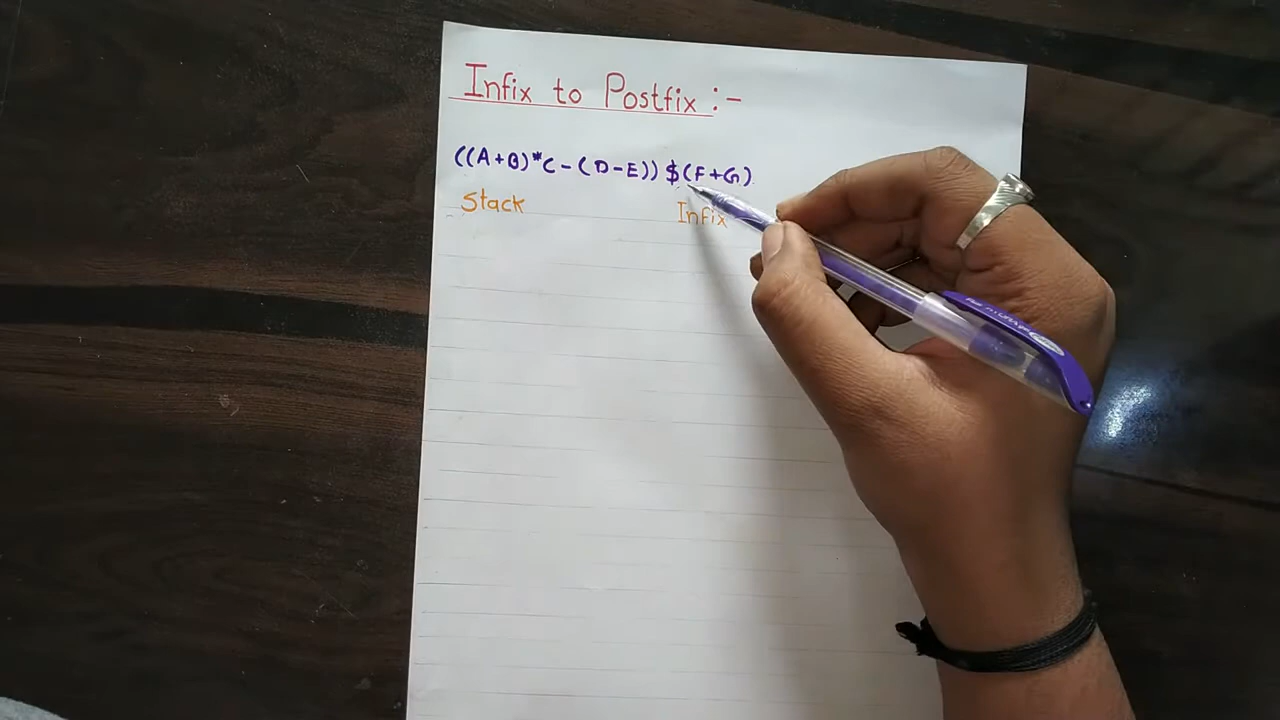 Infix to Postfix :-
((A+B)*C-(D-E))$(F+G)
Stack Infix